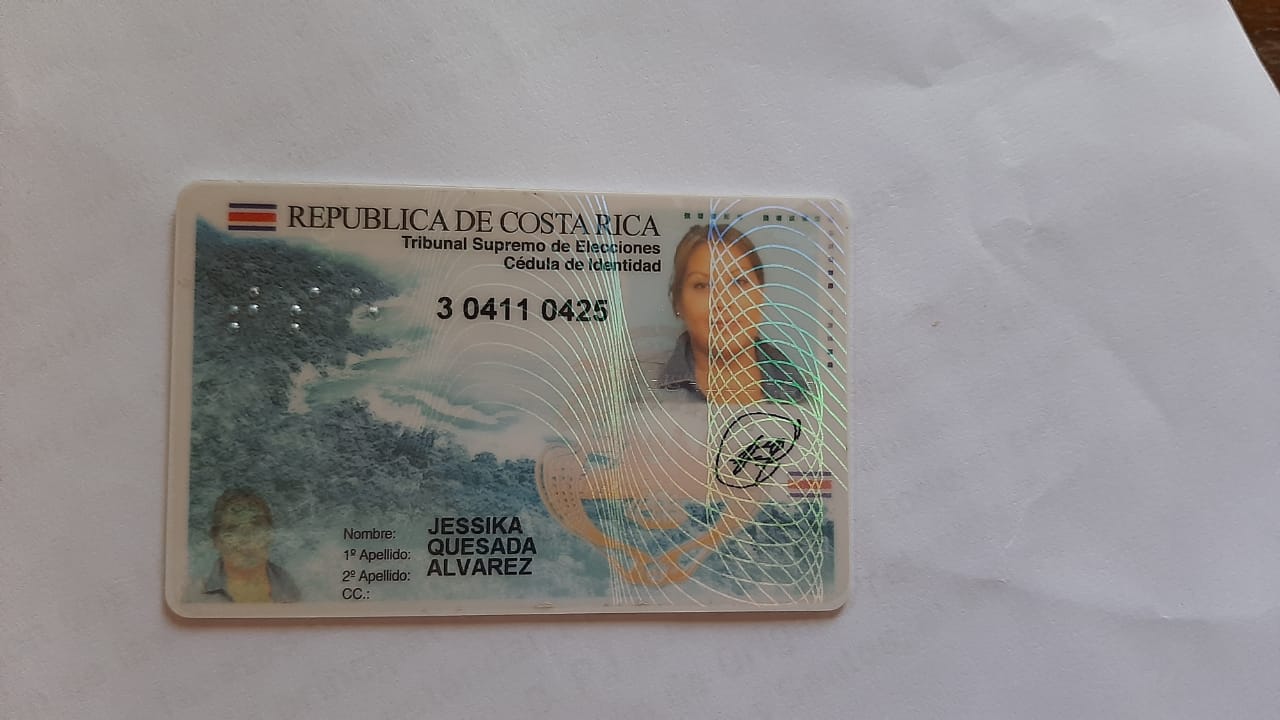 REPUBLICA DE COSTA RICA
Tribunal Supremo de Elecciones
Cédula de Identidad
3 0411 0425
Nombre: JESSIKA
1º Apellido: QUESADA
2º Apellido: ALVAREZ
CC.: